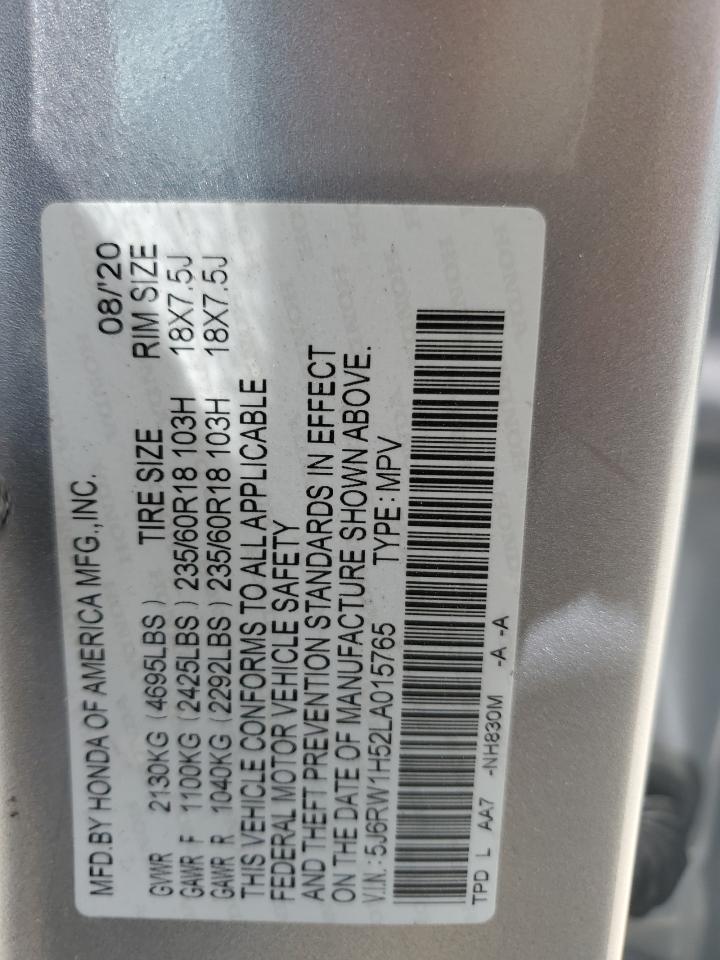 MFD.BY HONDA OF AMERICA MFG.,INC. 08/'20
TIRE SIZE RIM SIZE
GVWR 2130KG (4695LBS)
GAWR F 1100KG (2425LBS) 235/60R18 103H 18X7.5J
GAWR R 1040KG (2292LBS) 235/60R18 103H 18X7.5J
THIS VEHICLE CONFORMS TO ALL APPLICABLE
FEDERAL MOTOR VEHICLE SAFETY
AND THEFT PREVENTION STANDARDS IN EFFECT
ON THE DATE OF MANUFACTURE SHOWN ABOVE.
V.I.N.: 5J6RW1H52LA015765 TYPE: MPV
TPD L AA7 -NH830M -A -A